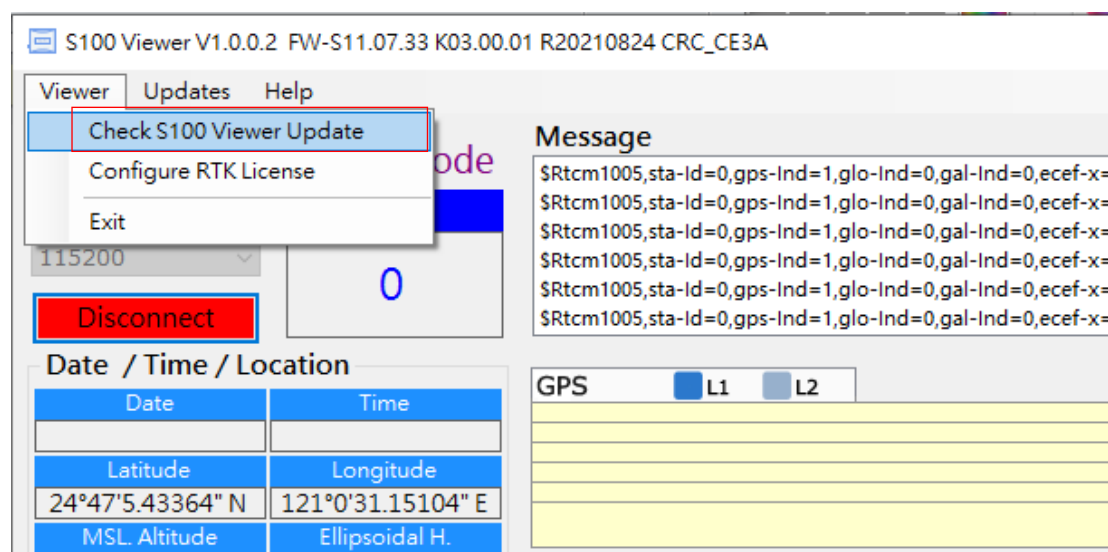 S100 Viewer V1.0.0.2 FW-S11.07.33 K03.00.01 R20210824 CRC_CE3A
Viewer Updates Help
Check S100 Viewer Update
Configure RTK License
Exit
115200
Disconnect
0
Message
$Rtcm1005,sta-Id=0,gps-Ind=1,glo-Ind=0,gal-Ind=0,ecef-x=
$Rtcm1005,sta-Id=0,gps-Ind=1,glo-Ind=0,gal-Ind=0,ecef-x=
$Rtcm1005,sta-Id=0,gps-Ind=1,glo-Ind=0,gal-Ind=0,ecef-x=
$Rtcm1005,sta-Id=0,gps-Ind=1,glo-Ind=0,gal-Ind=0,ecef-x=
$Rtcm1005,sta-Id=0,gps-Ind=1,glo-Ind=0,gal-Ind=0,ecef-x=
$Rtcm1005,sta-Id=0,gps-Ind=1,glo-Ind=0,gal-Ind=0,ecef-x=
Date / Time / Location
Date Time
Latitude Longitude
24°47'5.43364" N 121°0'31.15104" E
MSL. Altitude Ellipsoidal H.
GPS L1 L2